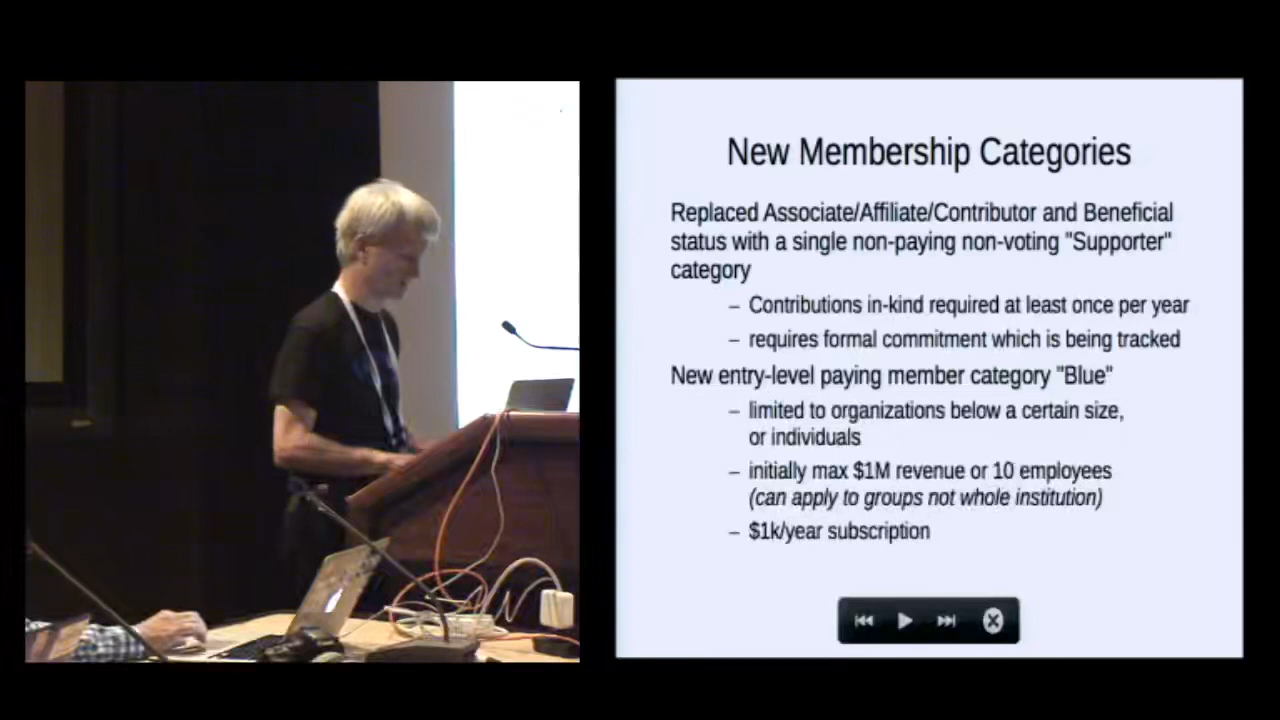 New Membership Categories
Replaced Associate/Affiliate/Contributor and Beneficial
status with a single non-paying non-voting "Supporter"
category
– Contributions in-kind required at least once per year
– requires formal commitment which is being tracked
New entry-level paying member category "Blue"
– limited to organizations below a certain size,
or individuals
– initially max $1M revenue or 10 employees
(can apply to groups not whole institution)
– $1k/year subscription